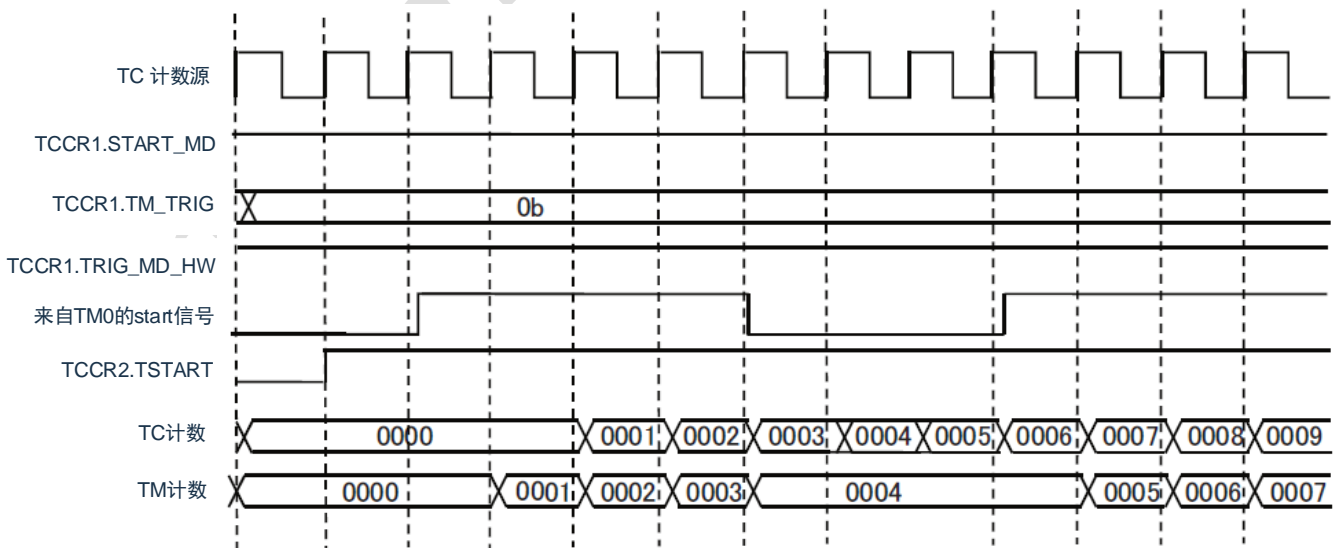 TC 计数源
TCCR1.START_MD
TCCR1.TM_TRIG 0b
TCCR1.TRIG_MD_HW
来自TM0的start信号
TCCR2.TSTART
TC计数 0000 0001 0002 0003 0004 0005 0006 0007 0008 0009
TM计数 0000 0001 0002 0003 0004 0005 0006 0007